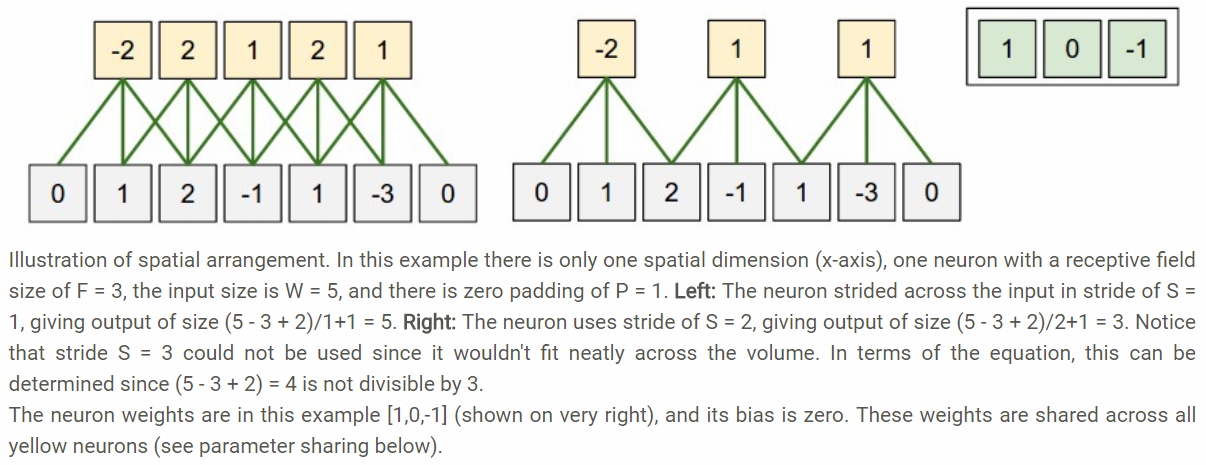 -2 2 1 2 1
0 1 2 -1 1 -3 0
-2 1 1
0 1 2 -1 1 -3 0
1 0 -1
Illustration of spatial arrangement. In this example there is only one spatial dimension (x-axis), one neuron with a receptive field
size of F = 3, the input size is W = 5, and there is zero padding of P = 1. Left: The neuron strided across the input in stride of S =
1, giving output of size (5 - 3 + 2)/1+1 = 5. Right: The neuron uses stride of S = 2, giving output of size (5 - 3 + 2)/2+1 = 3. Notice
that stride S = 3 could not be used since it wouldn't fit neatly across the volume. In terms of the equation, this can be
determined since (5 - 3 + 2) = 4 is not divisible by 3.
The neuron weights are in this example [1,0,-1] (shown on very right), and its bias is zero. These weights are shared across all
yellow neurons (see parameter sharing below).